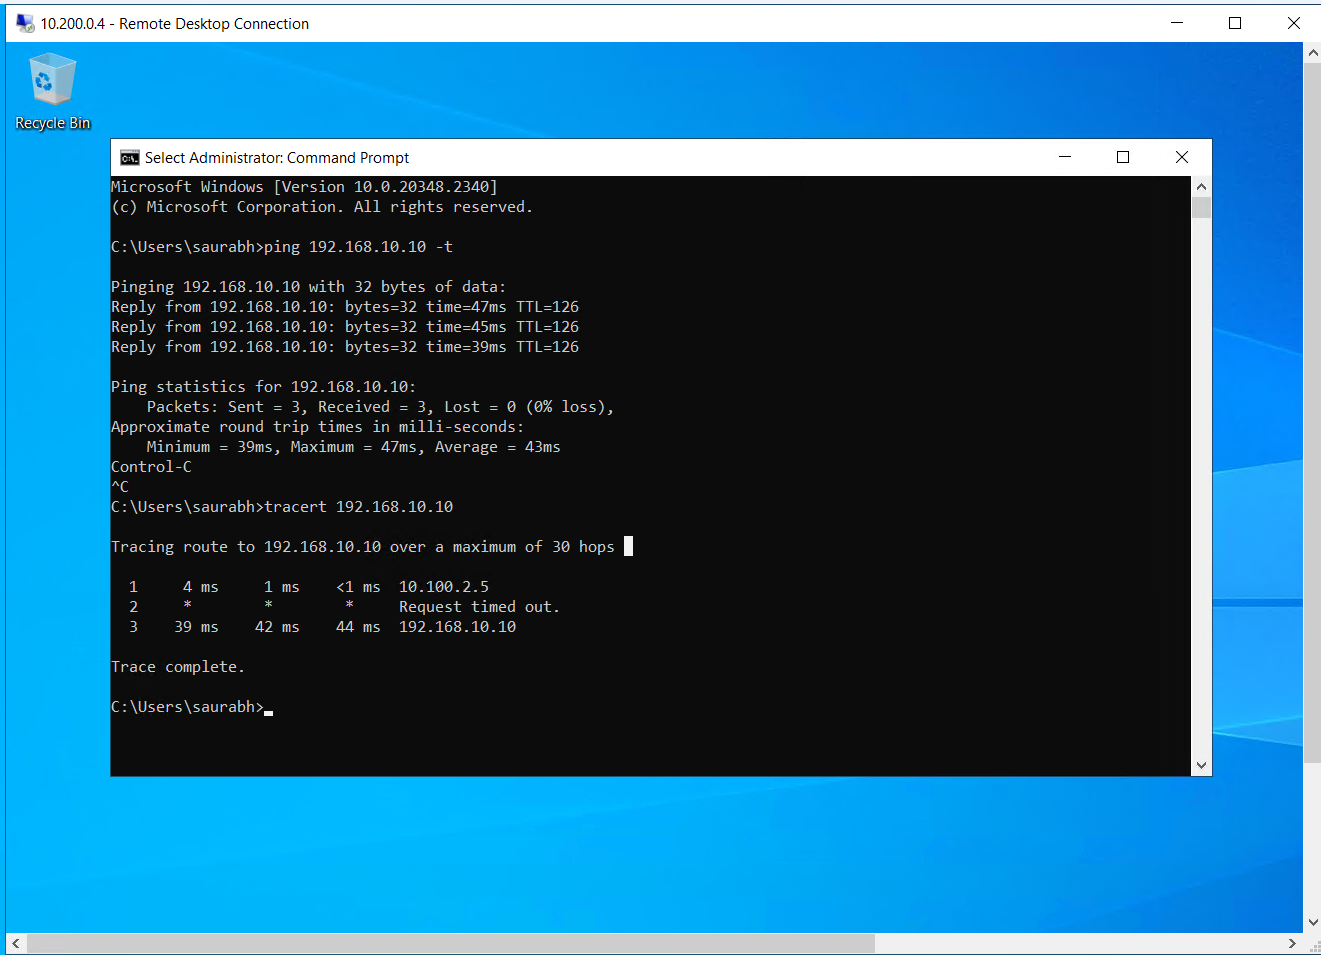 10.200.0.4 - Remote Desktop Connection
Recycle Bin
Select Administrator: Command Prompt
Microsoft Windows [Version 10.0.20348.2340]
(c) Microsoft Corporation. All rights reserved.
C:\Users\saurabh>ping 192.168.10.10 -t
Pinging 192.168.10.10 with 32 bytes of data:
Reply from 192.168.10.10: bytes=32 time=47ms TTL=126
Reply from 192.168.10.10: bytes=32 time=45ms TTL=126
Reply from 192.168.10.10: bytes=32 time=39ms TTL=126
Ping statistics for 192.168.10.10:
    Packets: Sent = 3, Received = 3, Lost = 0 (0% loss),
Approximate round trip times in milli-seconds:
    Minimum = 39ms, Maximum = 47ms, Average = 43ms
Control-C
^C
C:\Users\saurabh>tracert 192.168.10.10
Tracing route to 192.168.10.10 over a maximum of 30 hops
  1     4 ms     1 ms    <1 ms  10.100.2.5
  2     *        *        *     Request timed out.
  3    39 ms    42 ms    44 ms  192.168.10.10
Trace complete.
C:\Users\saurabh>